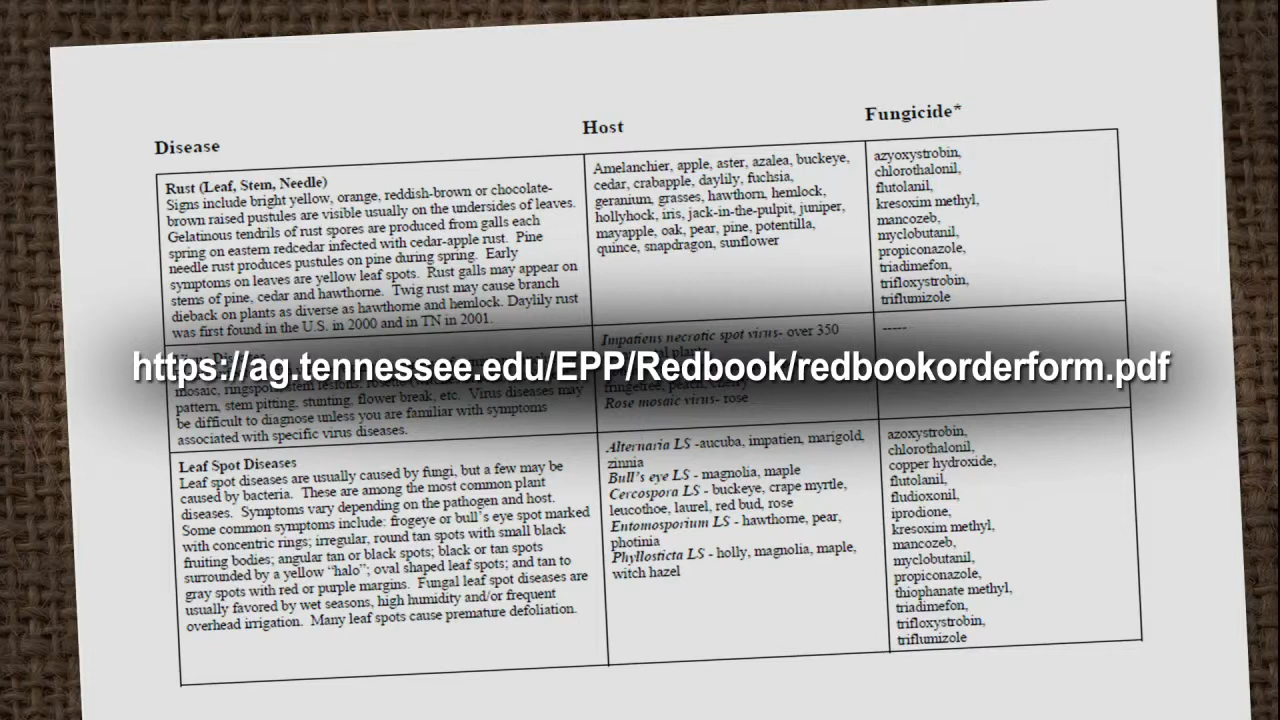 Disease
Host
Fungicide*
Rust (Leaf, Stem, Needle)
Signs include bright yellow, orange, reddish-brown or chocolate-
brown raised pustules are visible usually on the undersides of leaves.
Gelatinous tendrils of rust spores are produced from galls each
spring on eastern redcedar infected with cedar-apple rust. Pine
needle rust produces pustules on pine during spring. Early
symptoms on leaves are yellow leaf spots. Rust galls may appear on
stems of pine, cedar and hawthorne. Twig rust may cause branch
dieback on plants as diverse as hawthorne and hemlock. Daylily rust
was first found in the U.S. in 2000 and in TN in 2001.
Amelanchier, apple, aster, azalea, buckeye,
cedar, crabapple, daylily, fuchsia,
geranium, grasses, hawthorn, hemlock,
hollyhock, iris, jack-in-the-pulpit, juniper,
mayapple, oak, pear, pine, potentilla,
quince, snapdragon, sunflower
azyoxystrobin,
chlorothalonil,
flutolanil,
kresoxim methyl,
mancozeb,
myclobutanil,
propiconazole,
triadimefon,
trifloxystrobin,
triflumizole
https://ag.tennessee.edu/EPP/Redbook/redbookorderform.pdf
mosaic, ringspot, stem lesions,
pattern, stem pitting, stunting, flower break, etc. Virus diseases may
be difficult to diagnose unless you are familiar with symptoms
associated with specific virus diseases.
Impatiens necrotic spot virus- over 350
Rose mosaic virus- rose
-----
Leaf Spot Diseases
Leaf spot diseases are usually caused by fungi, but a few may be
caused by bacteria. These are among the most common plant
diseases. Symptoms vary depending on the pathogen and host.
Some common symptoms include: frogeye or bull's eye spot marked
with concentric rings; irregular, round tan spots with small black
fruiting bodies; angular tan or black spots; black or tan spots
surrounded by a yellow "halo"; oval shaped leaf spots; and tan to
gray spots with red or purple margins. Fungal leaf spot diseases are
usually favored by wet seasons, high humidity and/or frequent
overhead irrigation. Many leaf spots cause premature defoliation.
Alternaria LS -aucuba, impatien, marigold,
zinnia
Bull's eye LS - magnolia, maple
Cercospora LS - buckeye, crape myrtle,
leucothoe, laurel, red bud, rose
Entomosporium LS - hawthorne, pear,
photinia
Phyllosticta LS - holly, magnolia, maple,
witch hazel
azoxystrobin,
chlorothalonil,
copper hydroxide,
flutolanil,
fludioxonil,
iprodione,
kresoxim methyl,
mancozeb,
myclobutanil,
propiconazole,
thiophanate methyl,
triadimefon,
trifloxystrobin,
triflumizole